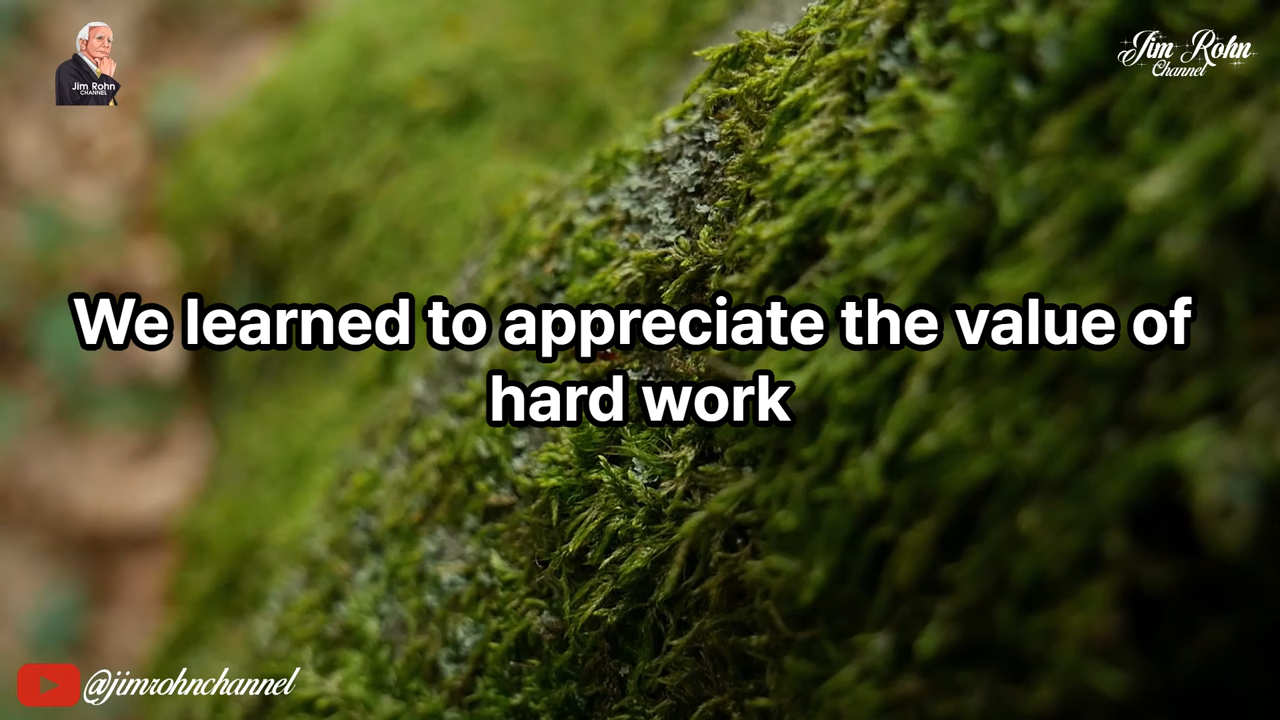 Jim Rohn
CHANNEL
Jim Rohn
Channel
We learned to appreciate the value of
hard work
@jimrohnchannel